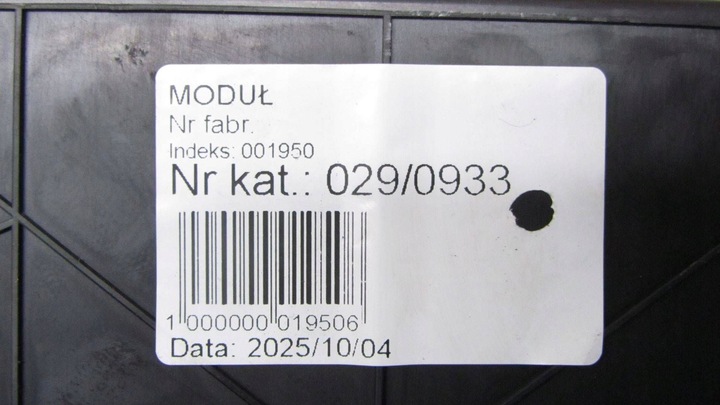 MODUŁ
Nr fabr.
Indeks: 001950
Nr kat.: 029/0933
1 000000 019506
Data: 2025/10/04